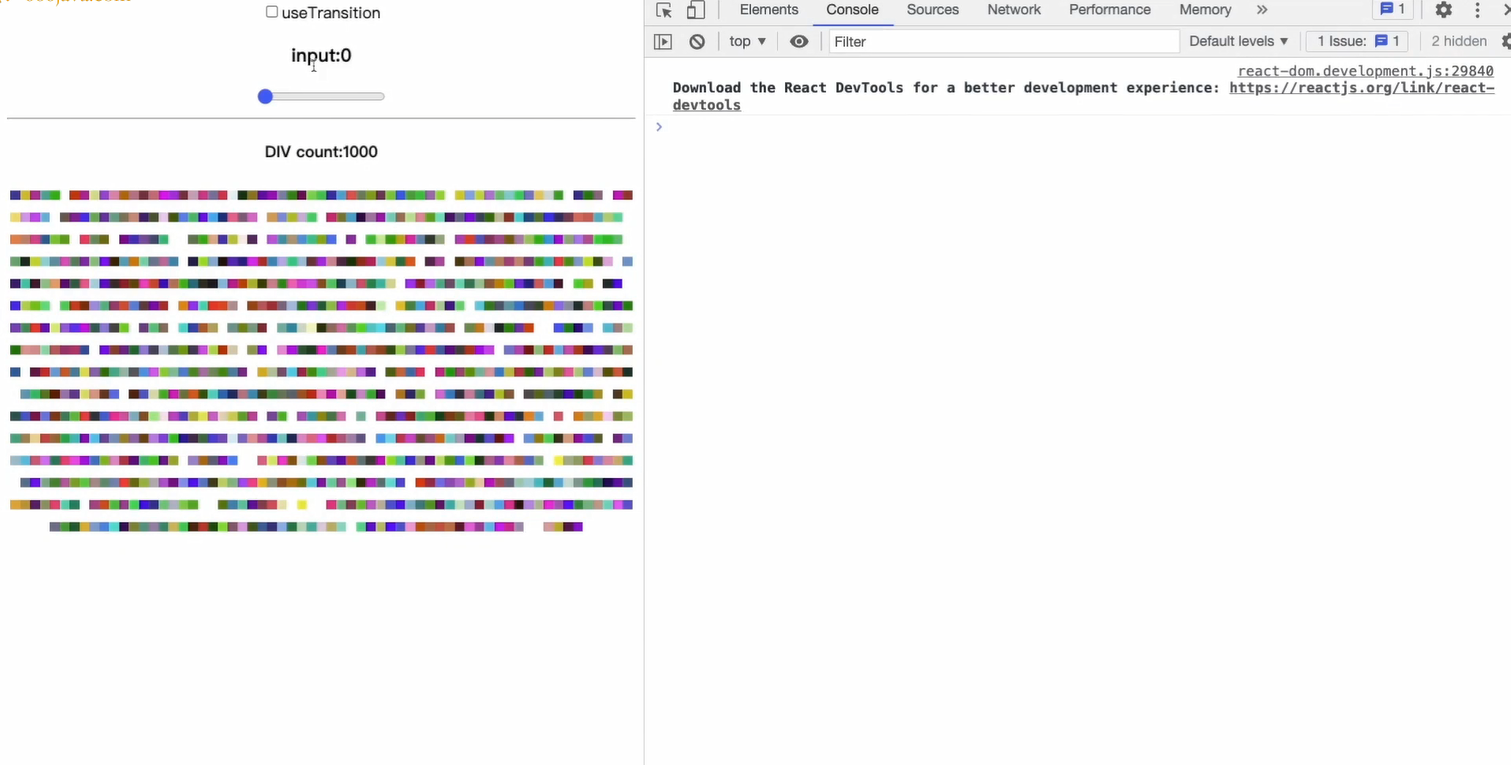 useTransition
input:0
DIV count:1000
Elements Console Sources Network Performance Memory » 1
top ▼ Filter Default levels ▼ 1 Issue: 1 2 hidden
react-dom.development.js:29840
Download the React DevTools for a better development experience: https://reactjs.org/link/react-
devtools